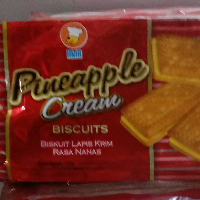 Pineapple
Cream
BISCUITS
BISKUIT LAPIS KRIM
RASA NANAS